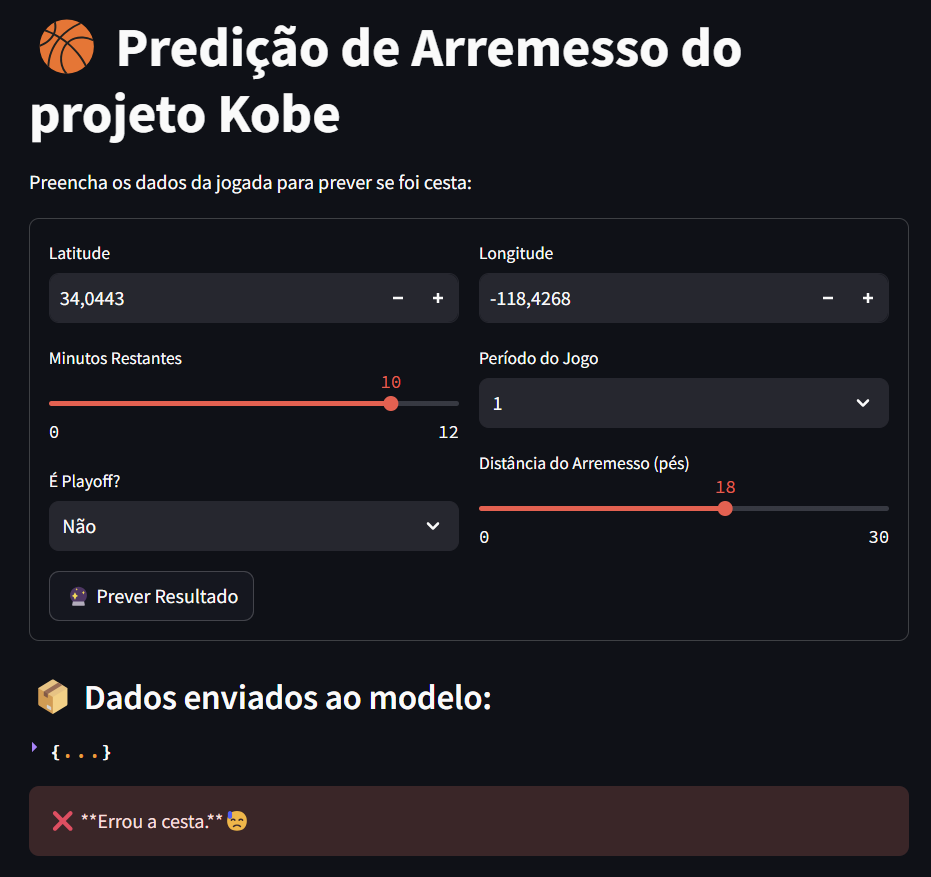 🏀 Predição de Arremesso do
projeto Kobe
Preencha os dados da jogada para prever se foi cesta:
Latitude
34,0443
Longitude
-118,4268
Minutos Restantes
10
0
12
Período do Jogo
1
É Playoff?
Não
Distância do Arremesso (pés)
18
0
30
🔮 Prever Resultado
📦 Dados enviados ao modelo:
{...}
❌ **Errou a cesta.** 😓